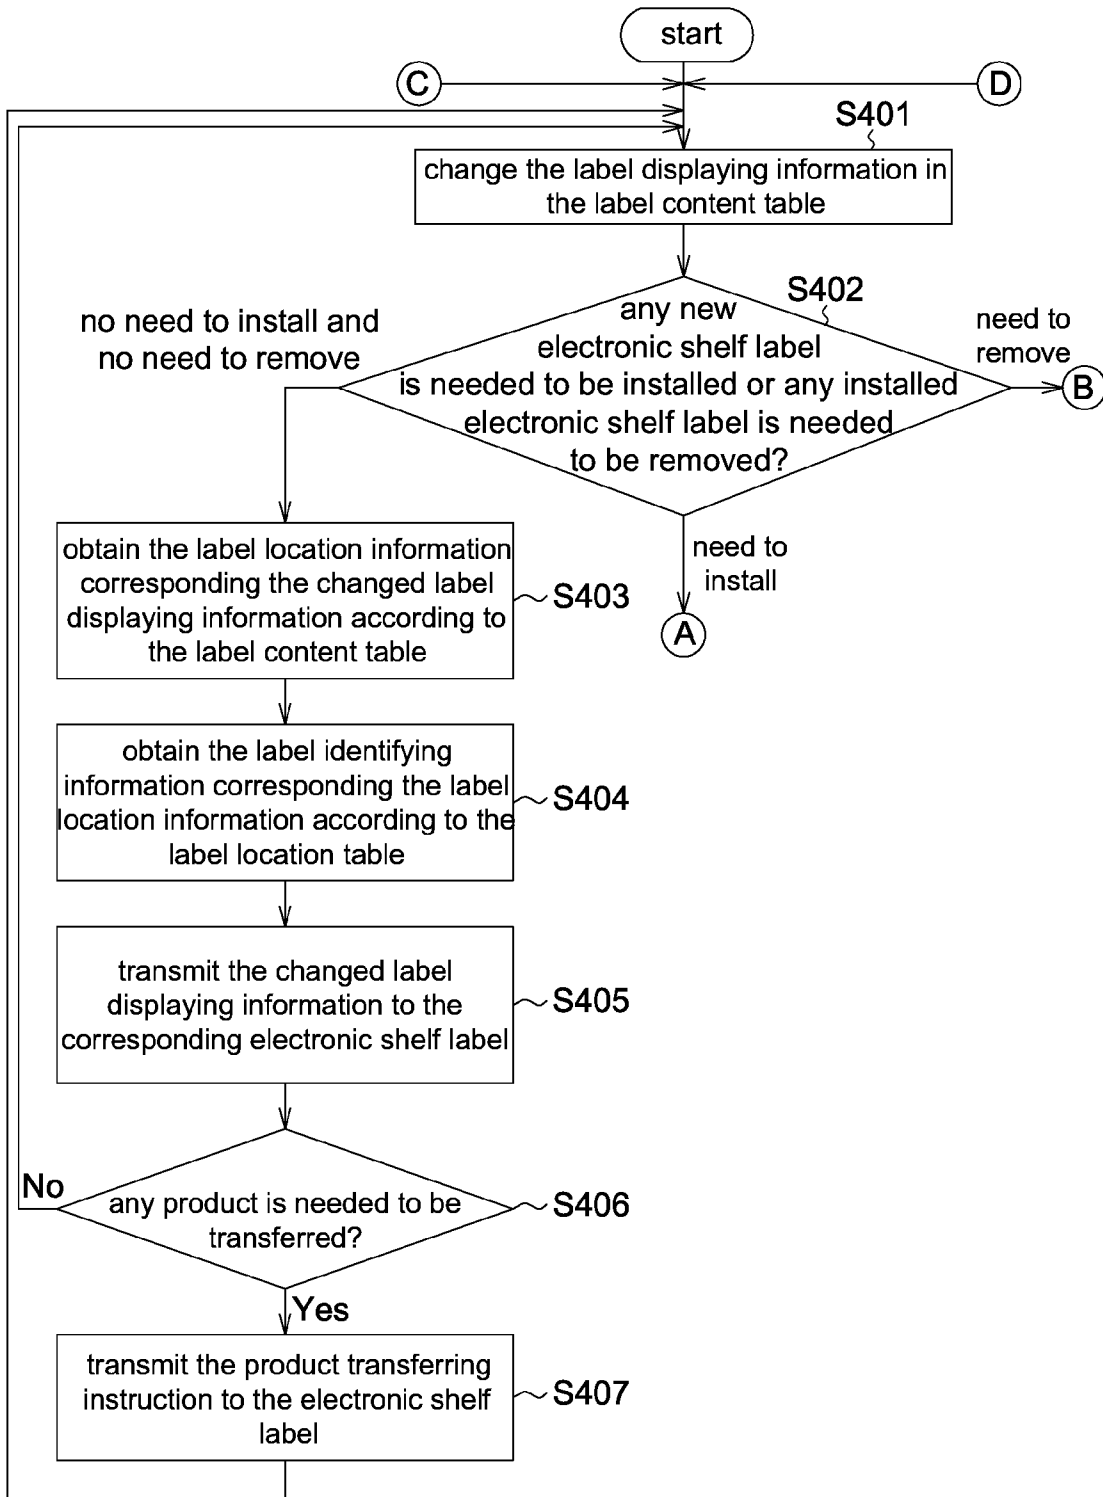 start
C
D
S401
change the label displaying information in
the label content table
S402
any new
electronic shelf label
is needed to be installed or any installed
electronic shelf label is needed
to be removed?
no need to install and
no need to remove
need to
remove
B
need to
install
A
obtain the label location information
corresponding the changed label
displaying information according to
the label content table
S403
obtain the label identifying
information corresponding the label
location information according to the
label location table
S404
transmit the changed label
displaying information to the
corresponding electronic shelf label
S405
No
any product is needed to be
transferred?
S406
Yes
transmit the product transferring
instruction to the electronic shelf
label
S407